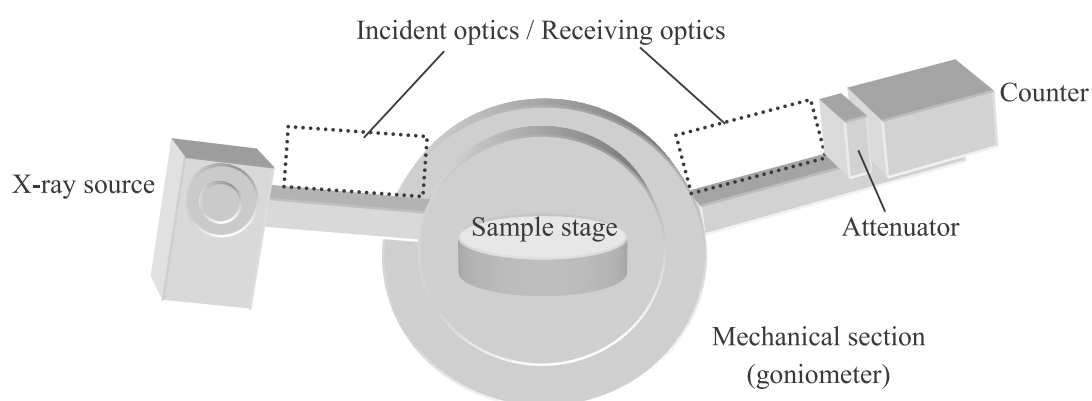 Incident optics / Receiving optics
Counter
X-ray source
Sample stage
Attenuator
Mechanical section
(goniometer)